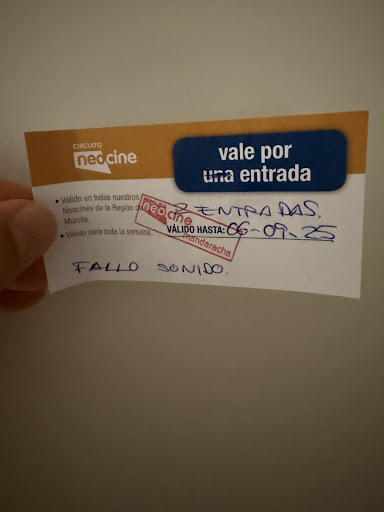 CIRCUITO
neocine
vale por
una entrada
• Válido en todos nuestros
Neocines de la Región de
Murcia.
• Válido para toda la semana.
neocine
mandarache
2 ENTRADAS.
VÁLIDO HASTA: 06-09-25
FALLO SONIDO.